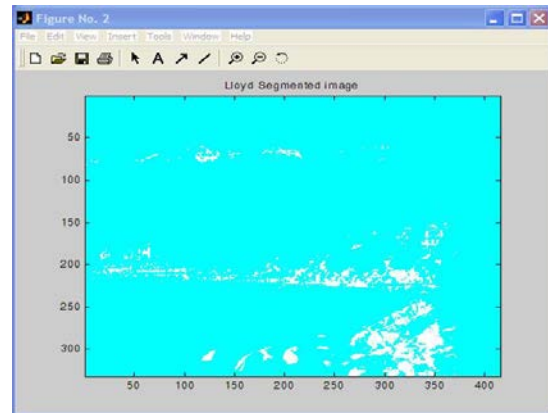 Figure No. 2
File Edit View Insert Tools Window Help
A
Lloyd Segmented image
50
100
150
200
250
300
50 100 150 200 250 300 350 400